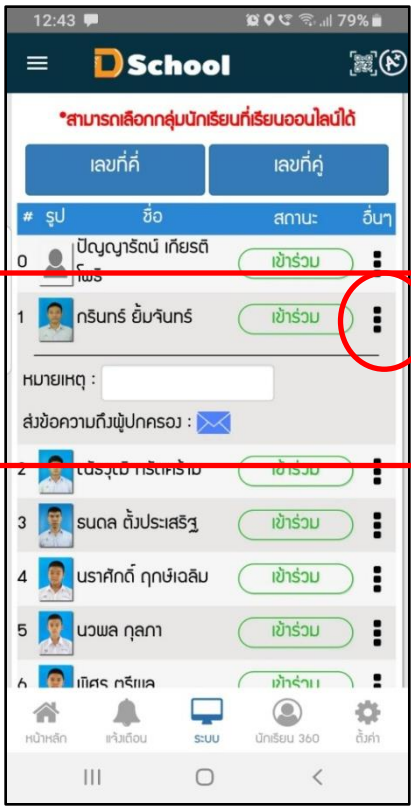 12:43 79%
DSchool
*สามารถเลือกกลุ่มนักเรียนที่เรียนออนไลน์ได้
เลขที่คี่ เลขที่คู่
# รูป ชื่อ สถานะ อื่นๆ
0 ปัญญารัตน์ เกียรติ เข้าร่วม
โพธิ
1 กรินทร์ ยิ้มจันทร์ เข้าร่วม
หมายเหตุ :
ส่งข้อความถึงผู้ปกครอง :
2 เข้าร่วม
3 ธนดล ตั้งประเสริฐ เข้าร่วม
4 นราศักดิ์ ฤกษ์เฉลิม เข้าร่วม
5 นวพล กุลภา เข้าร่วม
6 เข้าร่วม
หน้าหลัก แจ้งเตือน ระบบ นักเรียน 360 ตั้งค่า